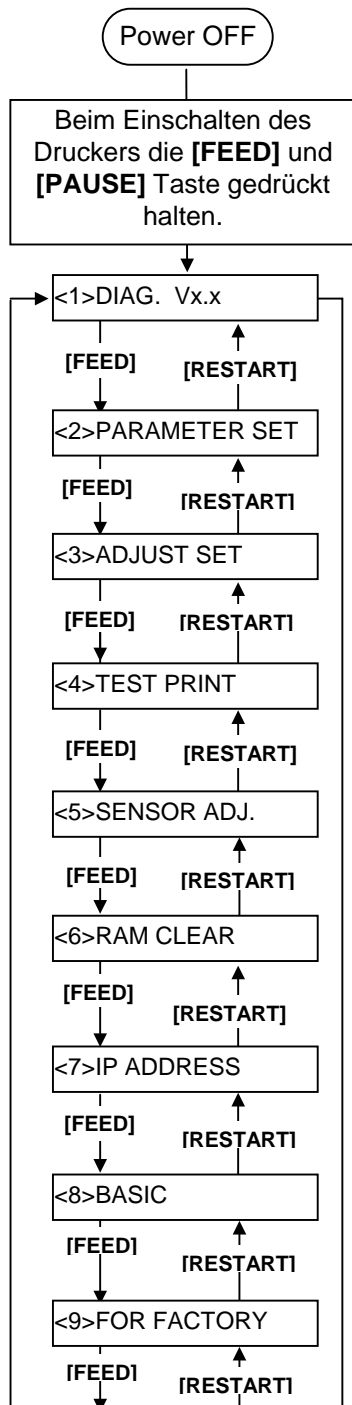 Power OFF
Beim Einschalten des
Druckers die [FEED] und
[PAUSE] Taste gedrückt
halten.
<1>DIAG. Vx.x
[FEED] [RESTART]
<2>PARAMETER SET
[FEED] [RESTART]
<3>ADJUST SET
[FEED] [RESTART]
<4>TEST PRINT
[FEED] [RESTART]
<5>SENSOR ADJ.
[FEED] [RESTART]
<6>RAM CLEAR
[FEED] [RESTART]
<7>IP ADDRESS
[FEED] [RESTART]
<8>BASIC
[FEED] [RESTART]
<9>FOR FACTORY
[FEED] [RESTART]